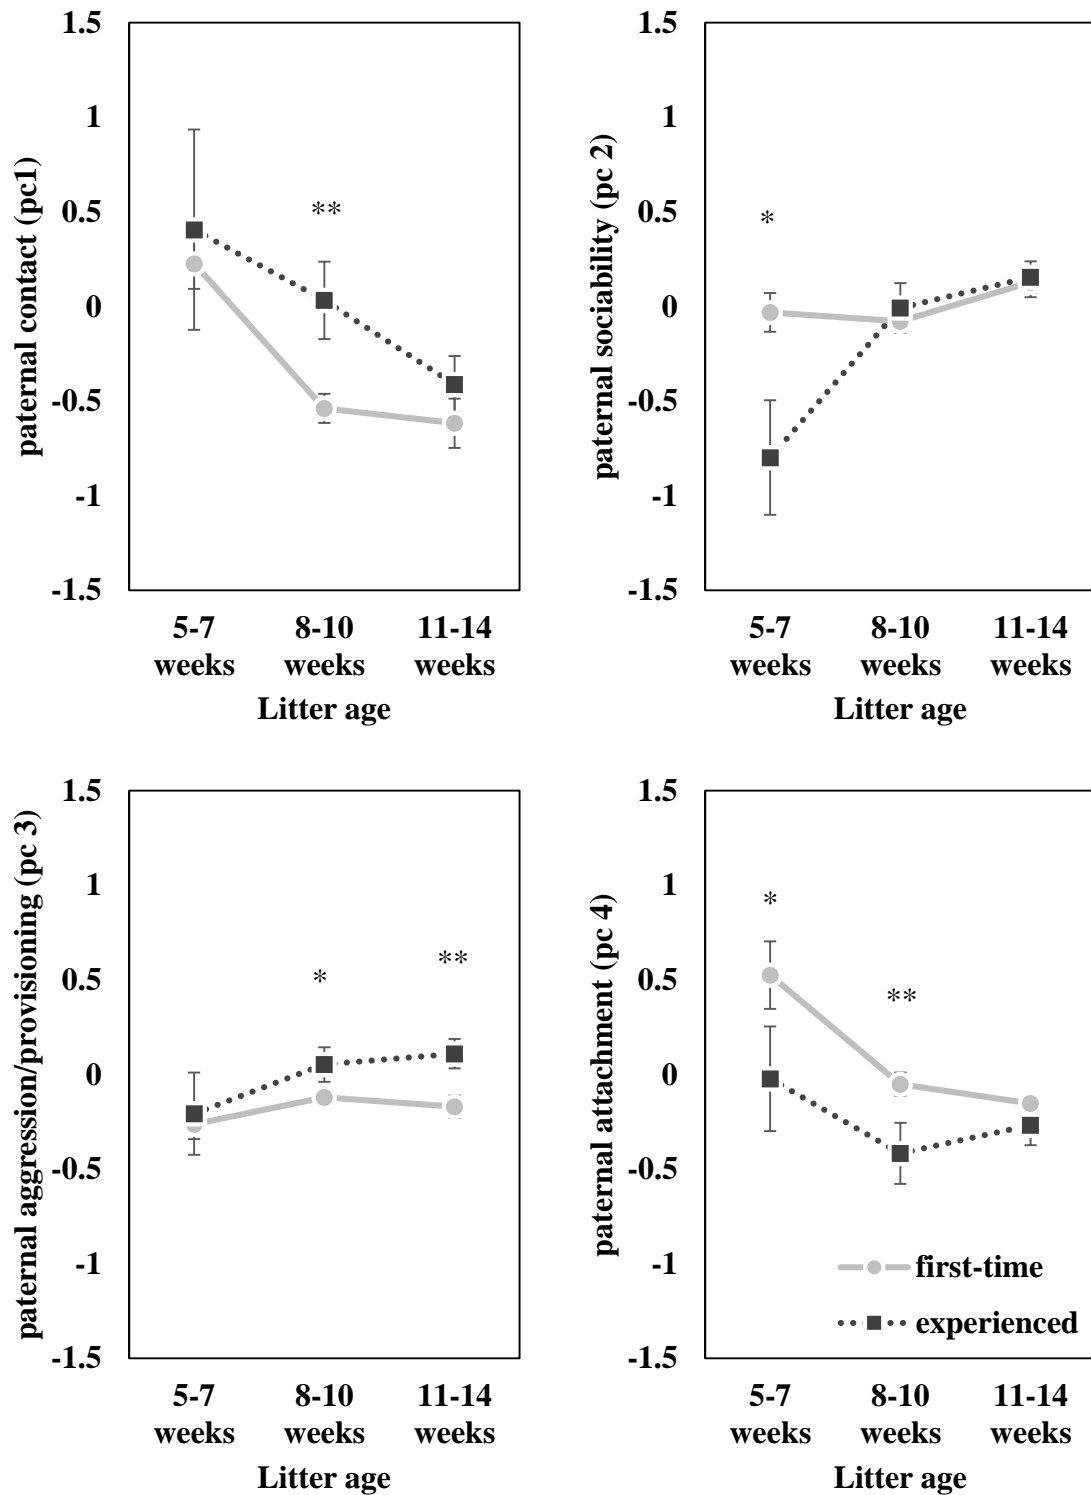 paternal contact (pc1)
1.5
1
0.5
0
-0.5
-1
-1.5
**
5-7 weeks
8-10 weeks
11-14 weeks
Litter age
paternal sociability (pc 2)
1.5
1
0.5
0
-0.5
-1
-1.5
*
5-7 weeks
8-10 weeks
11-14 weeks
Litter age
paternal aggression/provisioning (pc 3)
1.5
1
0.5
0
-0.5
-1
-1.5
*
**
5-7 weeks
8-10 weeks
11-14 weeks
Litter age
paternal attachment (pc 4)
1.5
1
0.5
0
-0.5
-1
-1.5
*
**
first-time
experienced
5-7 weeks
8-10 weeks
11-14 weeks
Litter age